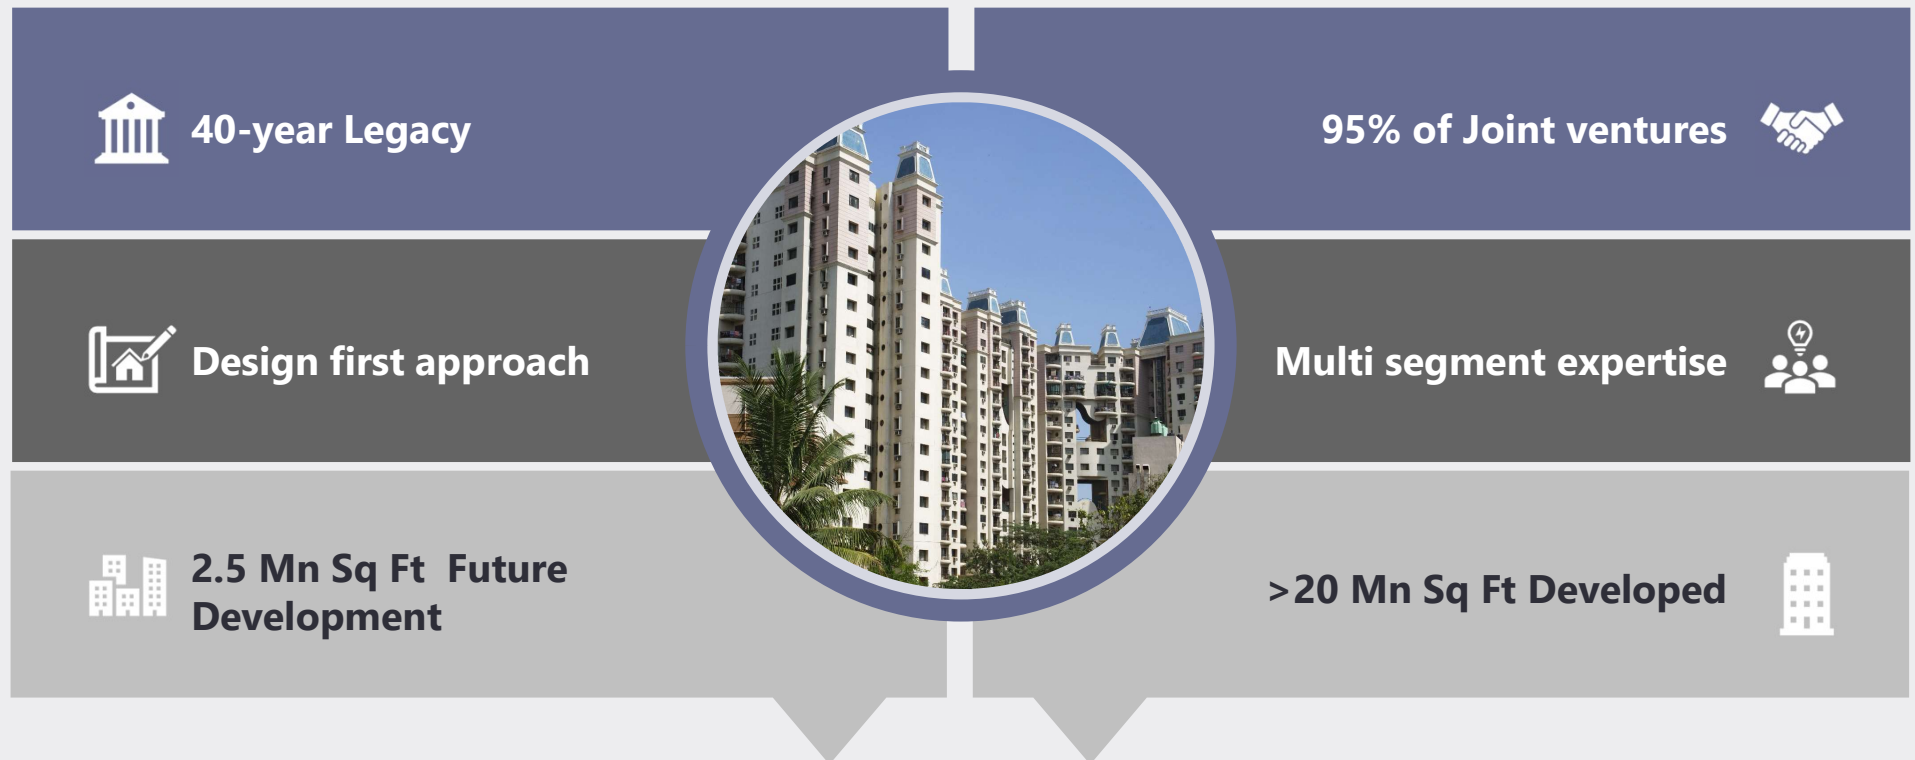 40-year Legacy
95% of Joint ventures
Design first approach
Multi segment expertise
2.5 Mn Sq Ft  Future
Development
>20 Mn Sq Ft Developed